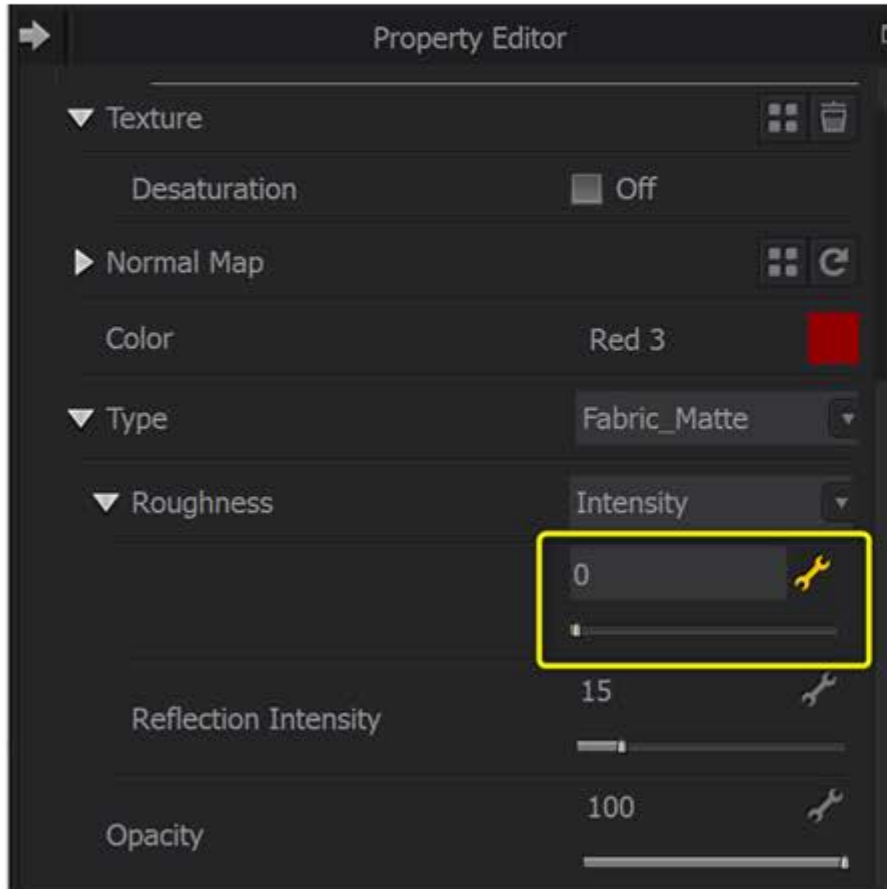 Property Editor
Texture
Desaturation Off
Normal Map
Color Red 3
Type Fabric_Matte
Roughness Intensity
0
Reflection Intensity 15
Opacity 100